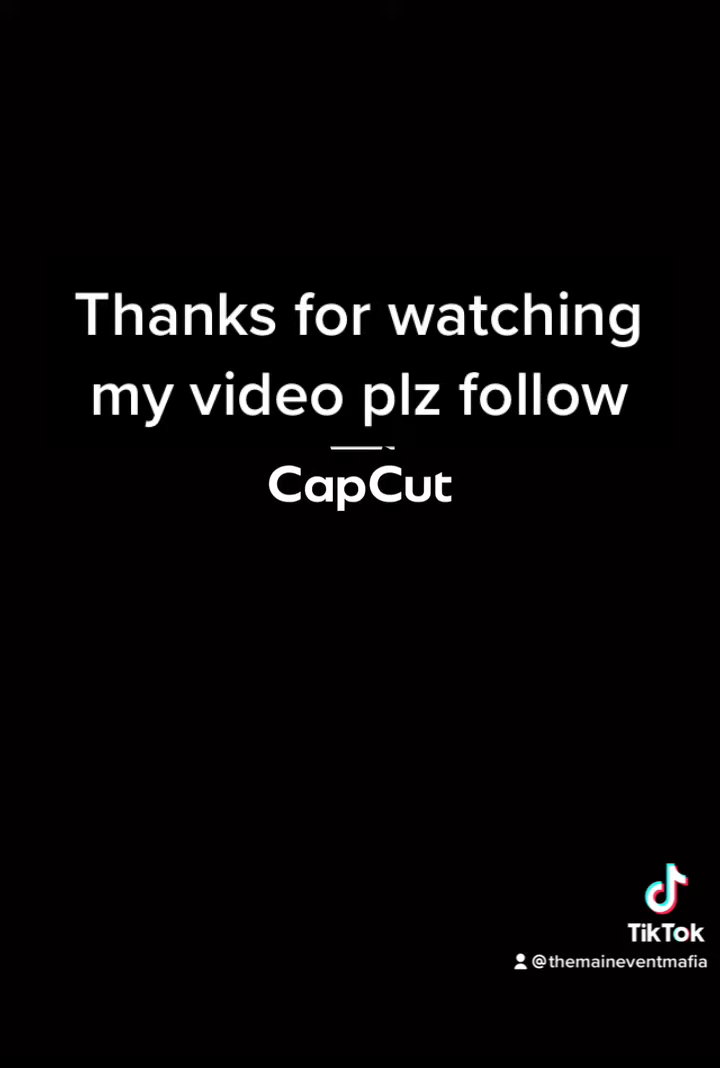 Thanks for watching
my video plz follow
CapCut
TikTok
@themaineventmafia